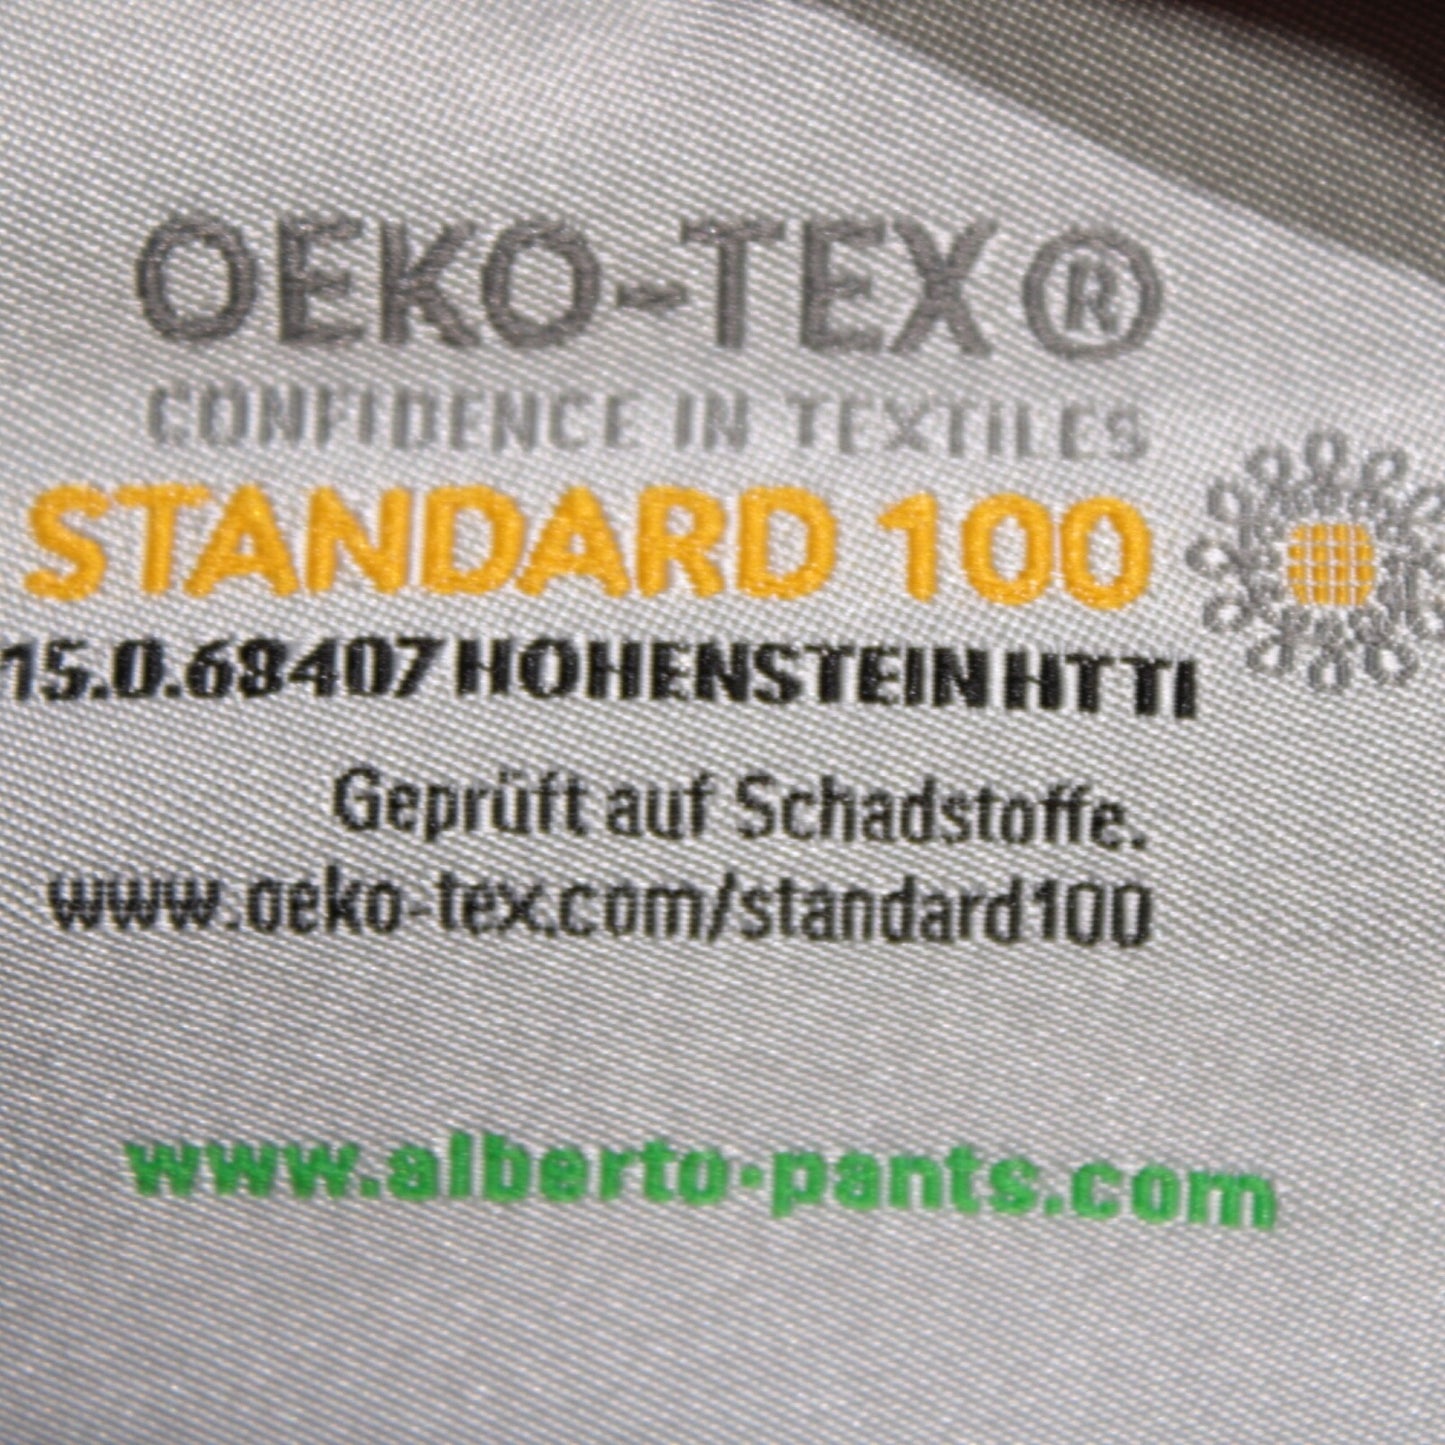 OEKO-TEX®
CONFIDENCE IN TEXTILES
STANDARD 100
15.0.68407 HOHENSTEIN HTTI
Geprüft auf Schadstoffe.
www.oeko-tex.com/standard100
www.alberto-pants.com